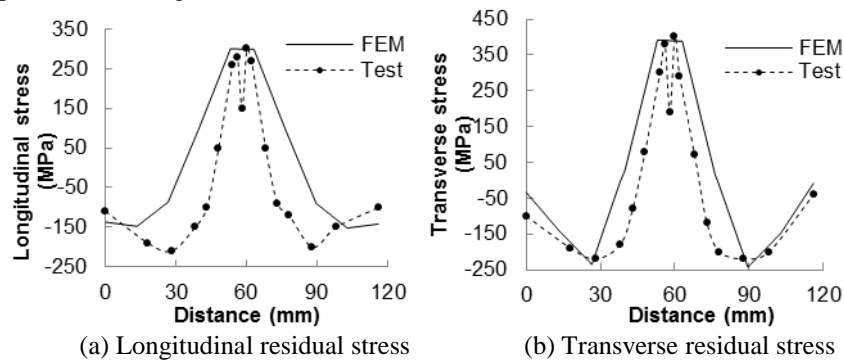 350
250
150
50
-50
-150
-250
0 30 60 90 120
Longitudinal stress
(MPa)
Distance (mm)
FEM
Test
(a) Longitudinal residual stress
450
350
250
150
50
-50
-150
-250
0 30 60 90 120
Transverse stress
(MPa)
Distance (mm)
FEM
Test
(b) Transverse residual stress